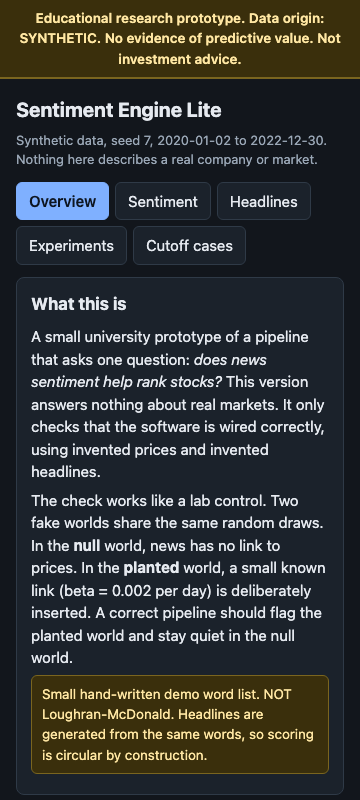 Educational research prototype. Data origin:
SYNTHETIC. No evidence of predictive value. Not
investment advice.
Sentiment Engine Lite
Synthetic data, seed 7, 2020-01-02 to 2022-12-30.
Nothing here describes a real company or market.
Overview
Sentiment
Headlines
Experiments
Cutoff cases
What this is
A small university prototype of a pipeline
that asks one question: does news
sentiment help rank stocks? This version
answers nothing about real markets. It only
checks that the software is wired correctly,
using invented prices and invented
headlines.
The check works like a lab control. Two
fake worlds share the same random draws.
In the null world, news has no link to
prices. In the planted world, a small known
link (beta = 0.002 per day) is deliberately
inserted. A correct pipeline should flag the
planted world and stay quiet in the null
world.
Small hand-written demo word list. NOT
Loughran-McDonald. Headlines are
generated from the same words, so scoring
is circular by construction.